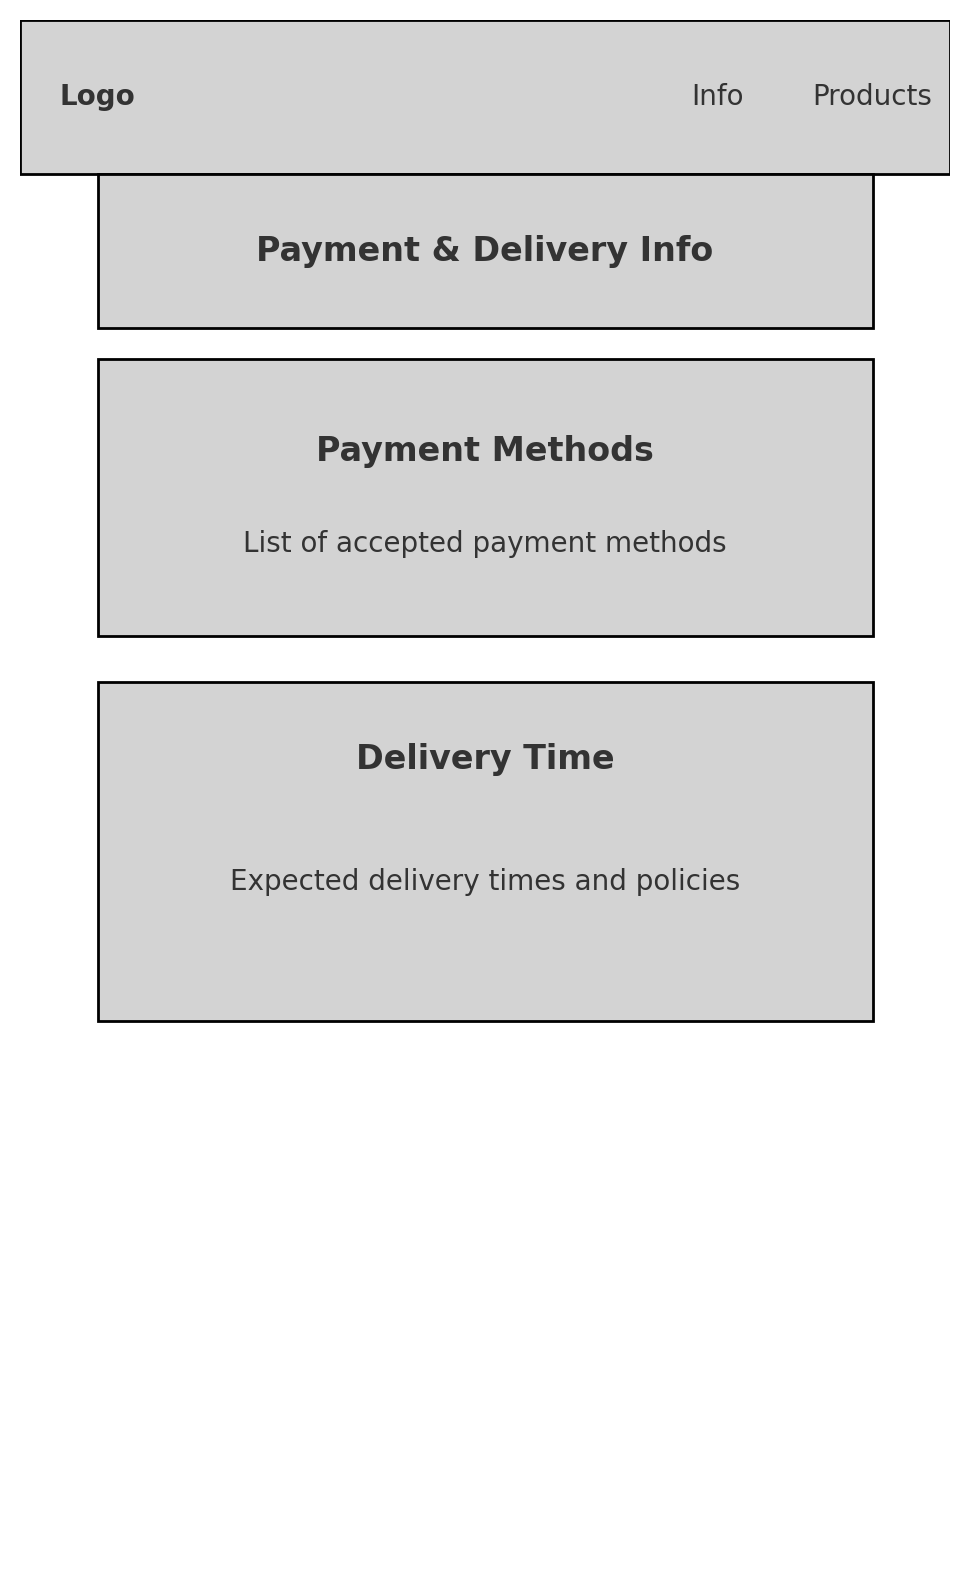 Logo
Info
Products
Payment & Delivery Info
Payment Methods
List of accepted payment methods
Delivery Time
Expected delivery times and policies